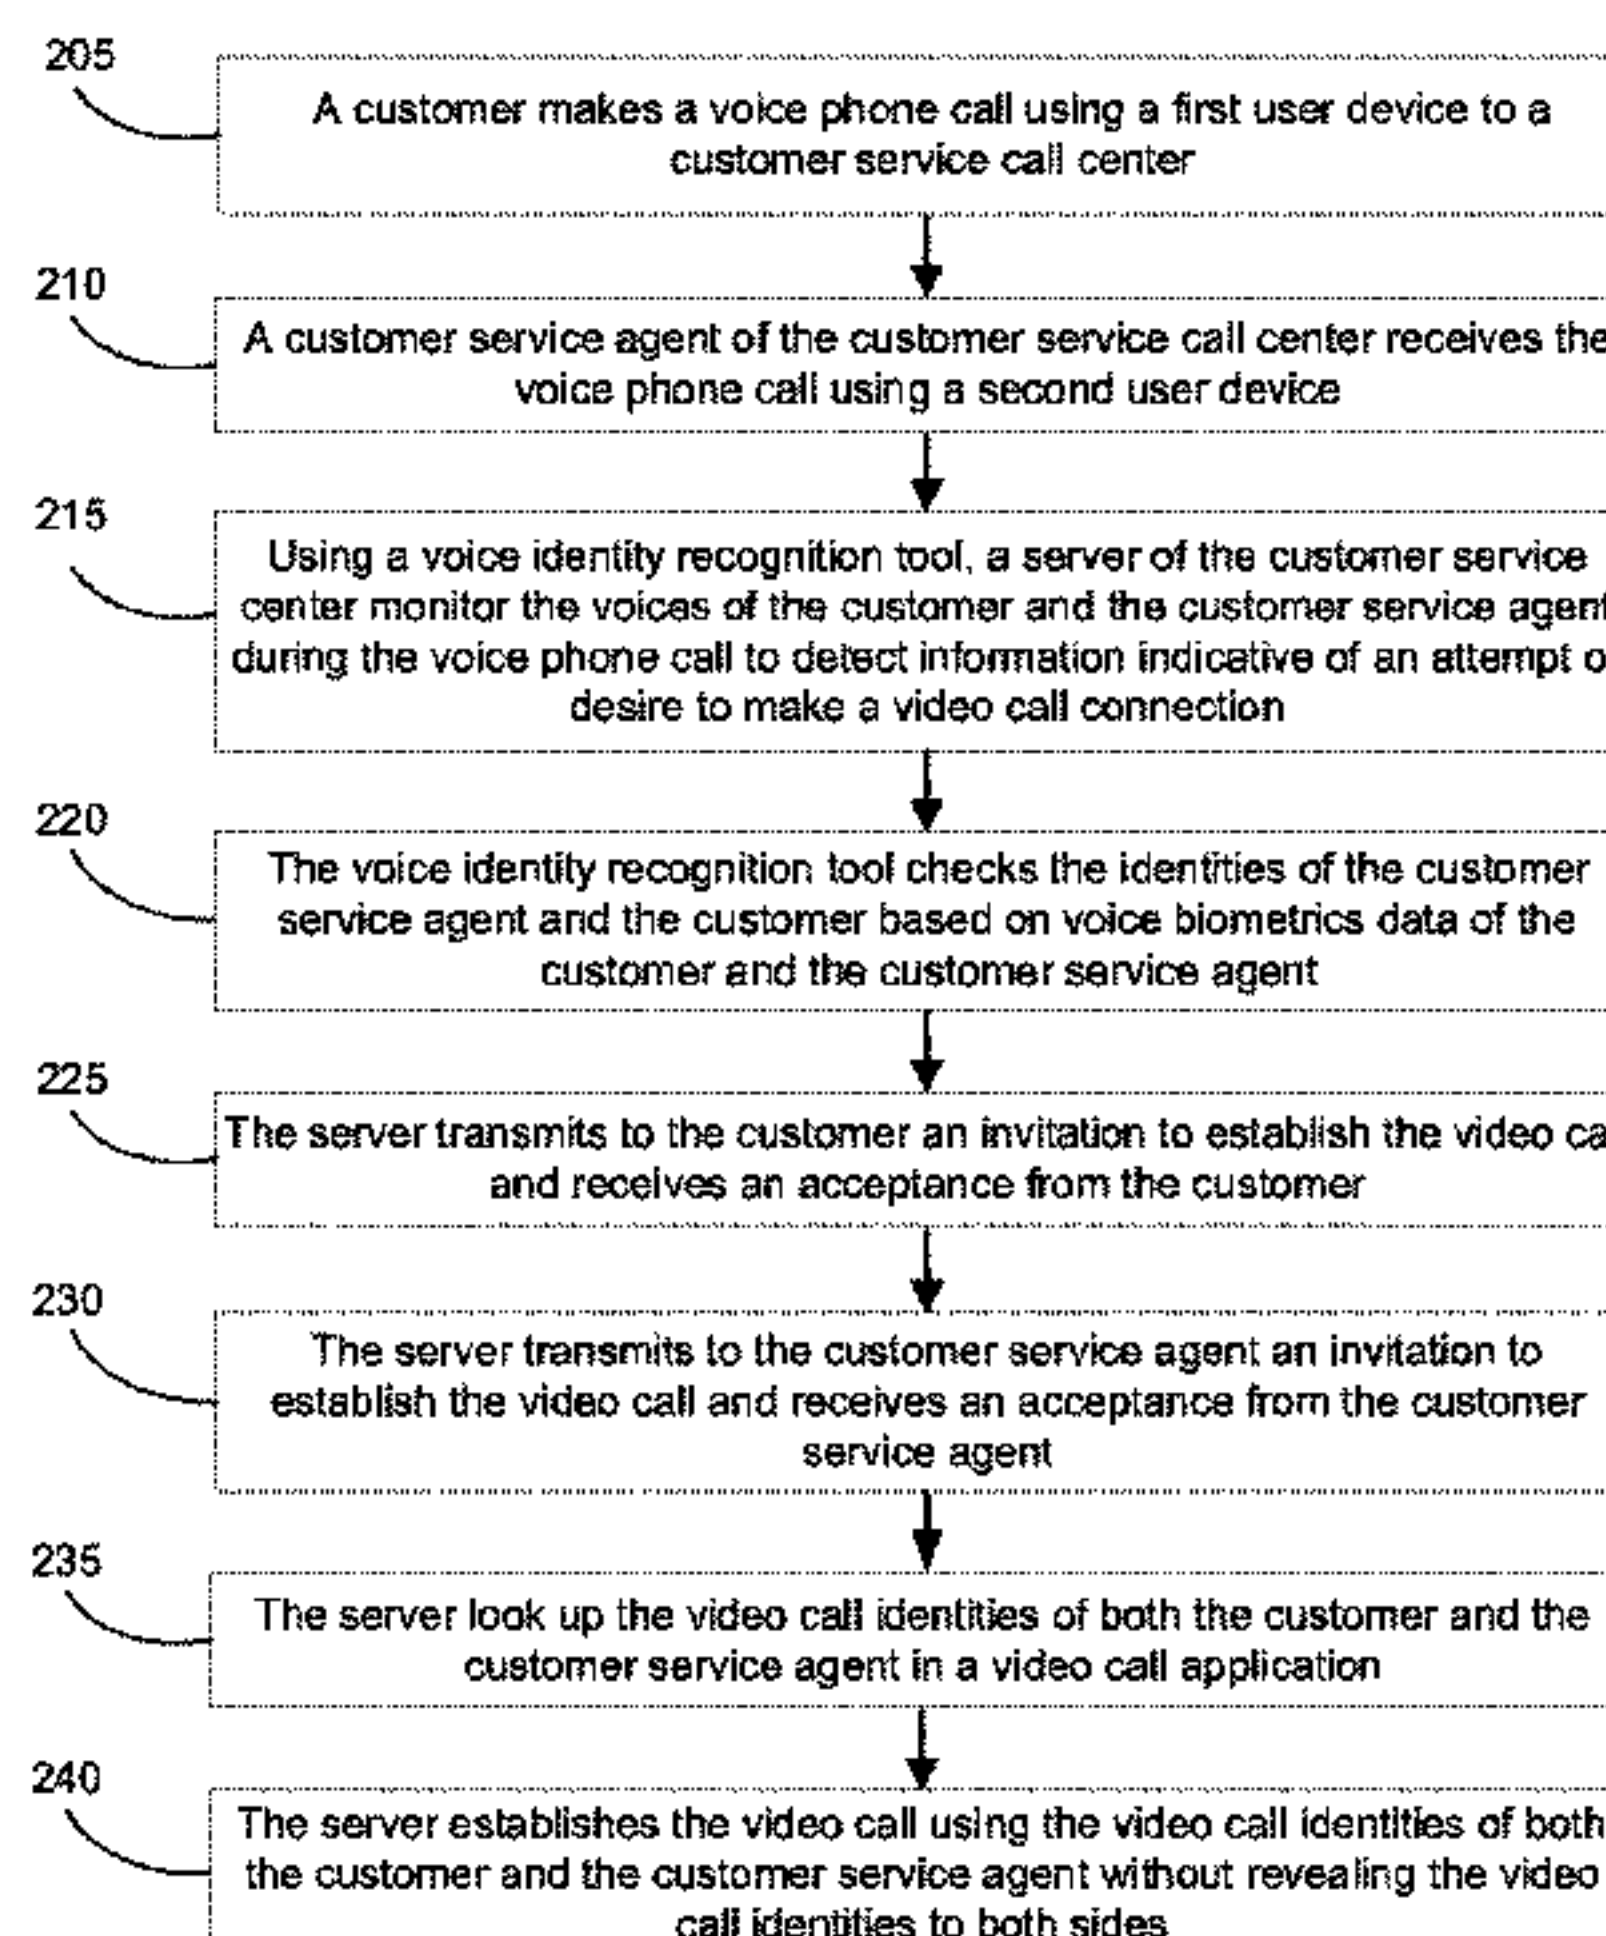 205
A customer makes a voice phone call using a first user device to a
customer service call center
210
A customer service agent of the customer service call center receives the
voice phone call using a second user device
215
Using a voice identity recognition tool, a server of the customer service
center monitor the voices of the customer and the customer service agent
during the voice phone call to detect information indicative of an attempt o
desire to make a video call connection
220
The voice identity recognition tool checks the identities of the customer
service agent and the customer based on voice biometrics data of the
customer and the customer service agent
225
The server transmits to the customer an invitation to establish the video ca
and receives an acceptance from the customer
230
The server transmits to the customer service agent an invitation to
establish the video call and receives an acceptance from the customer
service agent
235
The server look up the video call identities of both the customer and the
customer service agent in a video call application
240
The server establishes the video call using the video call identities of both
the customer and the customer service agent without revealing the video
call identities to both sides